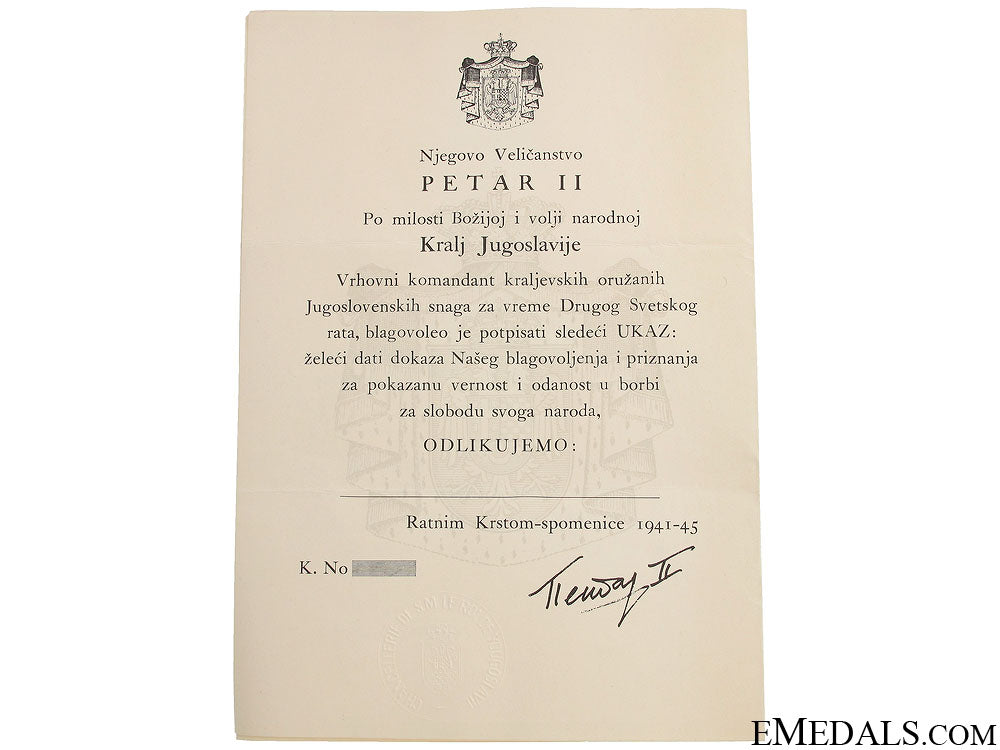 Njegovo Veličanstvo
PETAR II
Po milosti Božijoj i volji narodnoj
Kralj Jugoslavije
Vrhovni komandant kraljevskih oružanih
Jugoslovenskih snaga za vreme Drugog Svetskog
rata, blagovoleo je potpisati sledeći UKAZ:
želeći dati dokaza Našeg blagovoljenja i priznanja
za pokazanu vernost i odanost u borbi
za slobodu svoga naroda,
ODLIKUJEMO:
Ratnim Krstom-spomenice 1941-45
K. No
Петар II
EMEDALS.COM